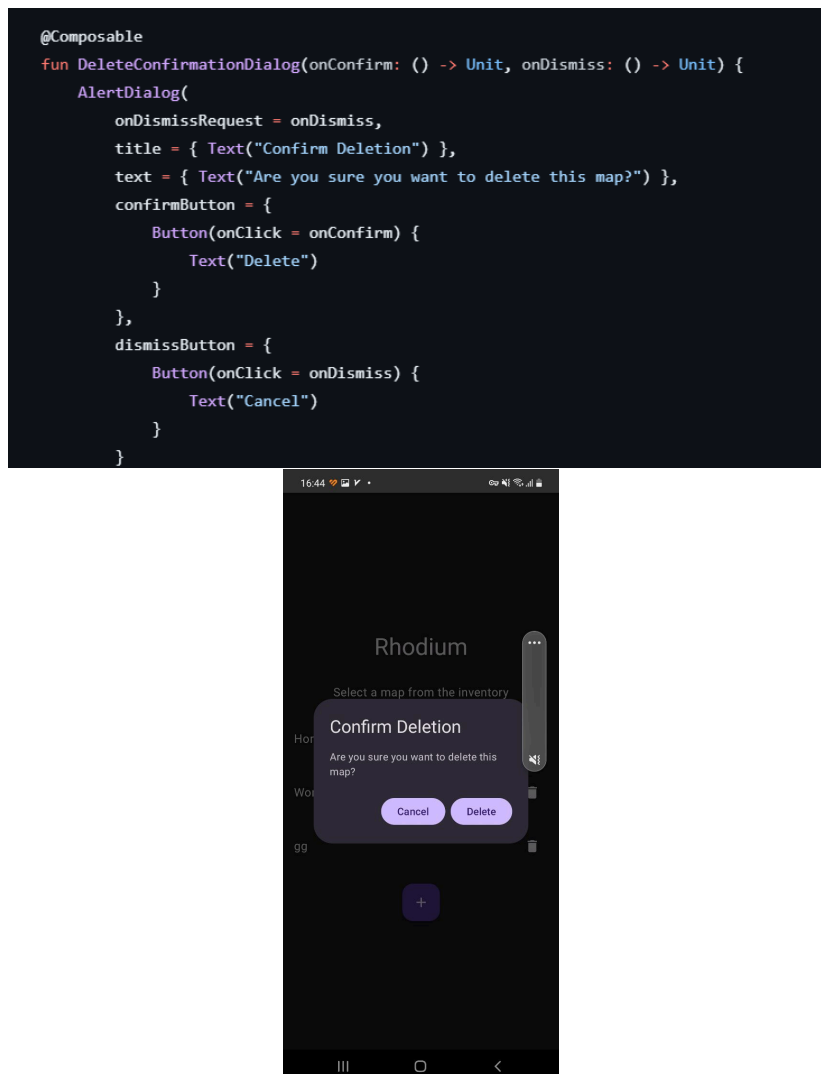 @Composable
fun DeleteConfirmationDialog(onConfirm: () -> Unit, onDismiss: () -> Unit) {
    AlertDialog(
        onDismissRequest = onDismiss,
        title = { Text("Confirm Deletion") },
        text = { Text("Are you sure you want to delete this map?") },
        confirmButton = {
            Button(onClick = onConfirm) {
                Text("Delete")
            }
        },
        dismissButton = {
            Button(onClick = onDismiss) {
                Text("Cancel")
            }
        }
16:44
Rhodium
Select a map from the inventory
Confirm Deletion
Are you sure you want to delete this
map?
Cancel Delete
gg
+